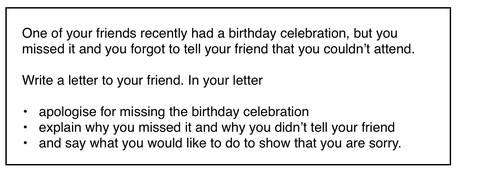 One of your friends recently had a birthday celebration, but you
missed it and you forgot to tell your friend that you couldn't attend.
Write a letter to your friend. In your letter
• apologise for missing the birthday celebration
• explain why you missed it and why you didn't tell your friend
• and say what you would like to do to show that you are sorry.